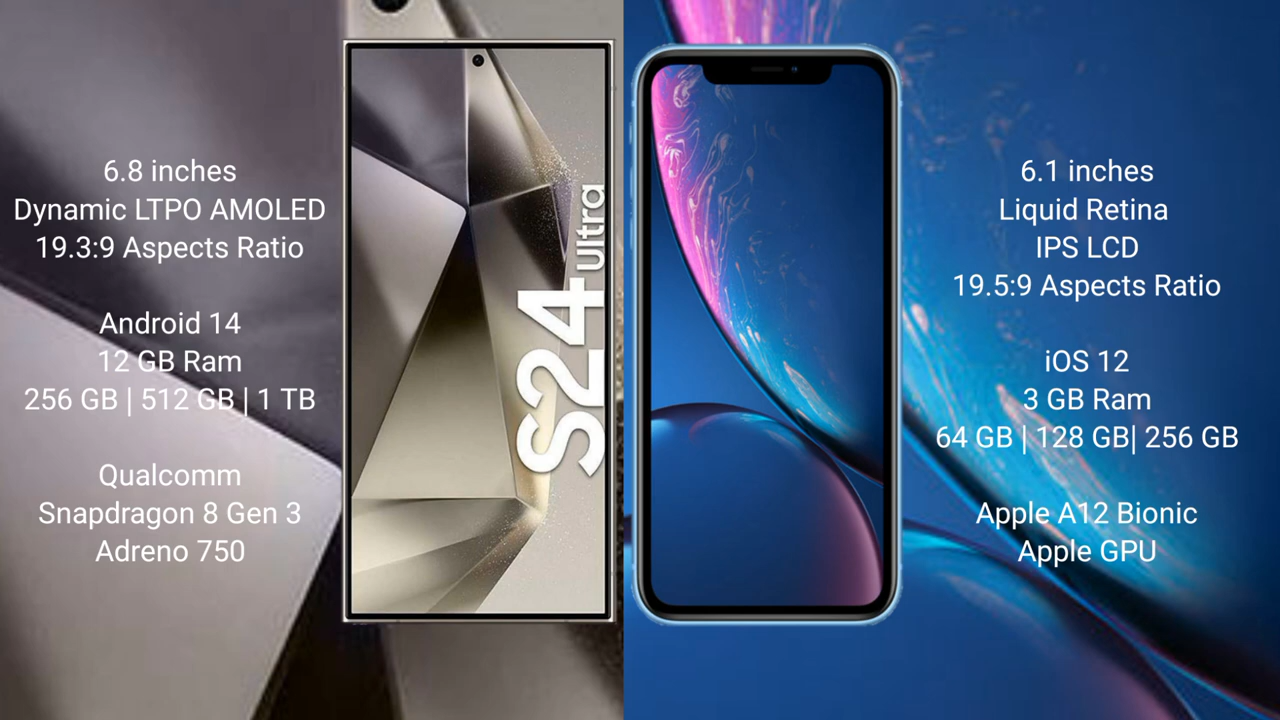 6.8 inches
Dynamic LTPO AMOLED
19.3:9 Aspects Ratio
Android 14
12 GB Ram
256 GB | 512 GB | 1 TB
Qualcomm
Snapdragon 8 Gen 3
Adreno 750
S24 Ultra
6.1 inches
Liquid Retina
IPS LCD
19.5:9 Aspects Ratio
iOS 12
3 GB Ram
64 GB | 128 GB| 256 GB
Apple A12 Bionic
Apple GPU